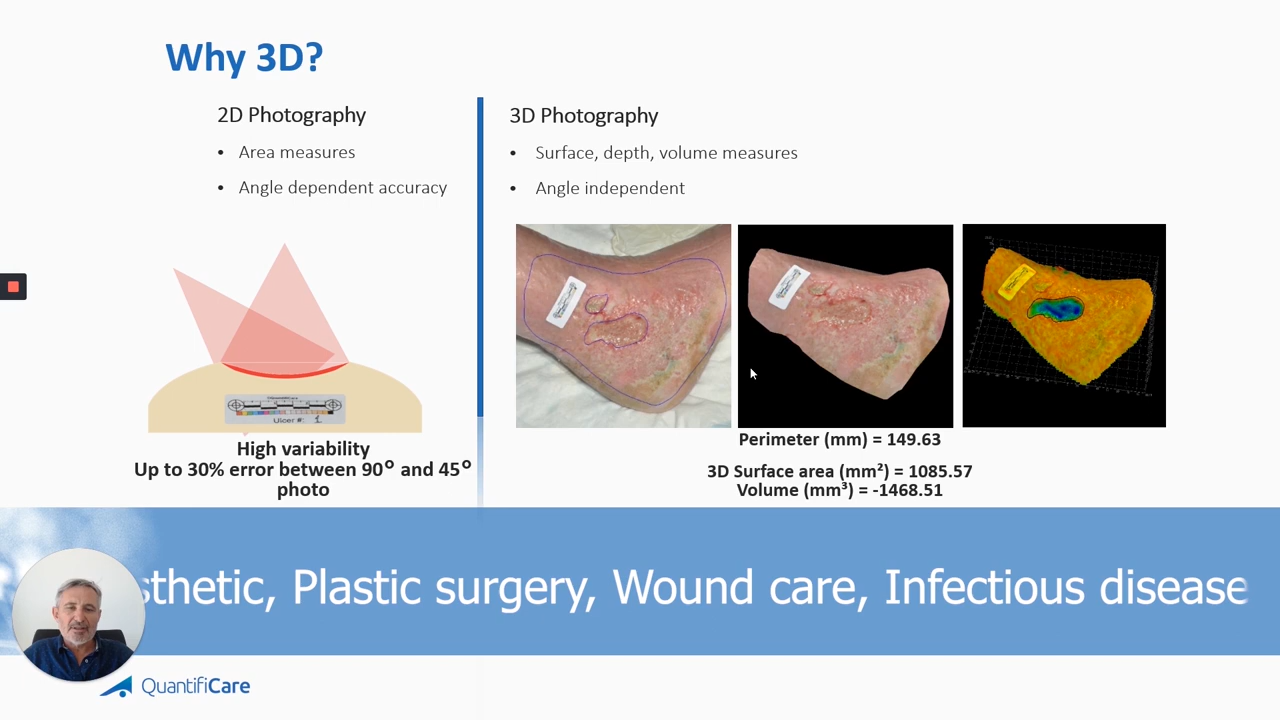 Why 3D?
2D Photography
• Area measures
• Angle dependent accuracy
3D Photography
• Surface, depth, volume measures
• Angle independent
Ulcer #: 1
High variability
Up to 30% error between 90° and 45°
photo
Perimeter (mm) = 149.63
3D Surface area (mm²) = 1085.57
Volume (mm³) = -1468.51
sthetic, Plastic surgery, Wound care, Infectious disease
QuantifiCare